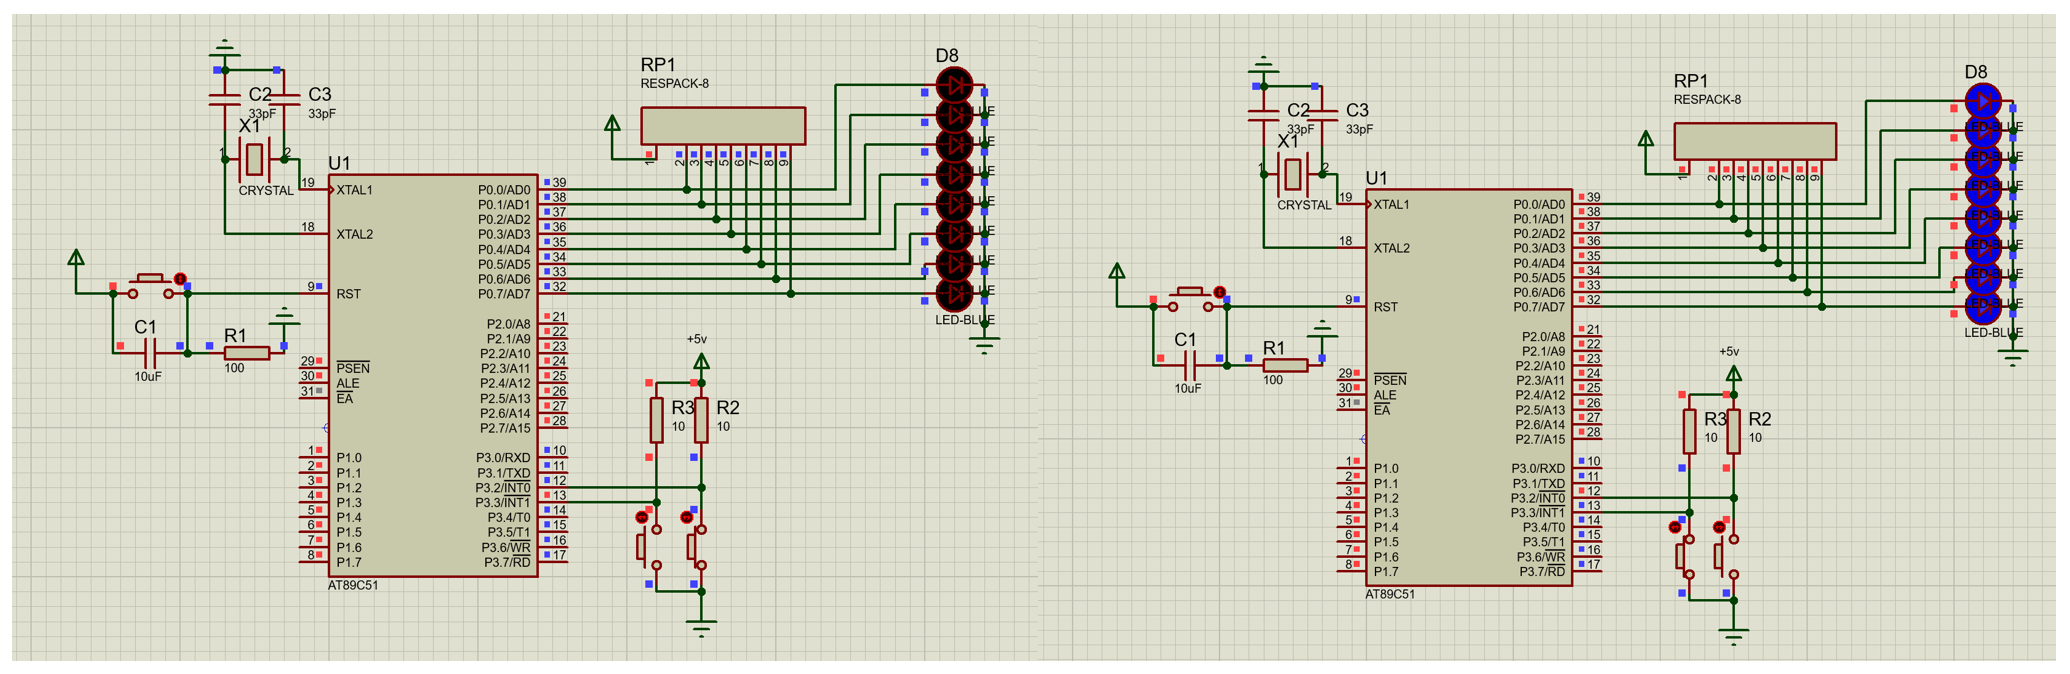 D8
RP1
RESPACK-8
C2
C3
33pF
33pF
X1
1
2
CRYSTAL
U1
1
2
3
4
5
6
7
8
9
19
XTAL1
18
XTAL2
9
RST
29
PSEN
30
ALE
31
EA
1
P1.0
2
P1.1
3
P1.2
4
P1.3
5
P1.4
6
P1.5
7
P1.6
8
P1.7
P0.0/AD0
39
P0.1/AD1
38
P0.2/AD2
37
P0.3/AD3
36
P0.4/AD4
35
P0.5/AD5
34
P0.6/AD6
33
P0.7/AD7
32
P2.0/A8
21
P2.1/A9
22
P2.2/A10
23
P2.3/A11
24
P2.4/A12
25
P2.5/A13
26
P2.6/A14
27
P2.7/A15
28
P3.0/RXD
10
P3.1/TXD
11
P3.2/INT0
12
P3.3/INT1
13
P3.4/T0
14
P3.5/T1
15
P3.6/WR
16
P3.7/RD
17
AT89C51
C1
10uF
R1
100
LED-BLUE
+5v
R3
10
R2
10
D8
RP1
RESPACK-8
C2
C3
33pF
33pF
X1
1
2
CRYSTAL
U1
1
2
3
4
5
6
7
8
9
19
XTAL1
18
XTAL2
9
RST
29
PSEN
30
ALE
31
EA
1
P1.0
2
P1.1
3
P1.2
4
P1.3
5
P1.4
6
P1.5
7
P1.6
8
P1.7
P0.0/AD0
39
P0.1/AD1
38
P0.2/AD2
37
P0.3/AD3
36
P0.4/AD4
35
P0.5/AD5
34
P0.6/AD6
33
P0.7/AD7
32
P2.0/A8
21
P2.1/A9
22
P2.2/A10
23
P2.3/A11
24
P2.4/A12
25
P2.5/A13
26
P2.6/A14
27
P2.7/A15
28
P3.0/RXD
10
P3.1/TXD
11
P3.2/INT0
12
P3.3/INT1
13
P3.4/T0
14
P3.5/T1
15
P3.6/WR
16
P3.7/RD
17
AT89C51
C1
10uF
R1
100
LED-BLUE
LED-BLUE
LED-BLUE
LED-BLUE
LED-BLUE
LED-BLUE
LED-BLUE
LED-BLUE
+5v
R3
10
R2
10